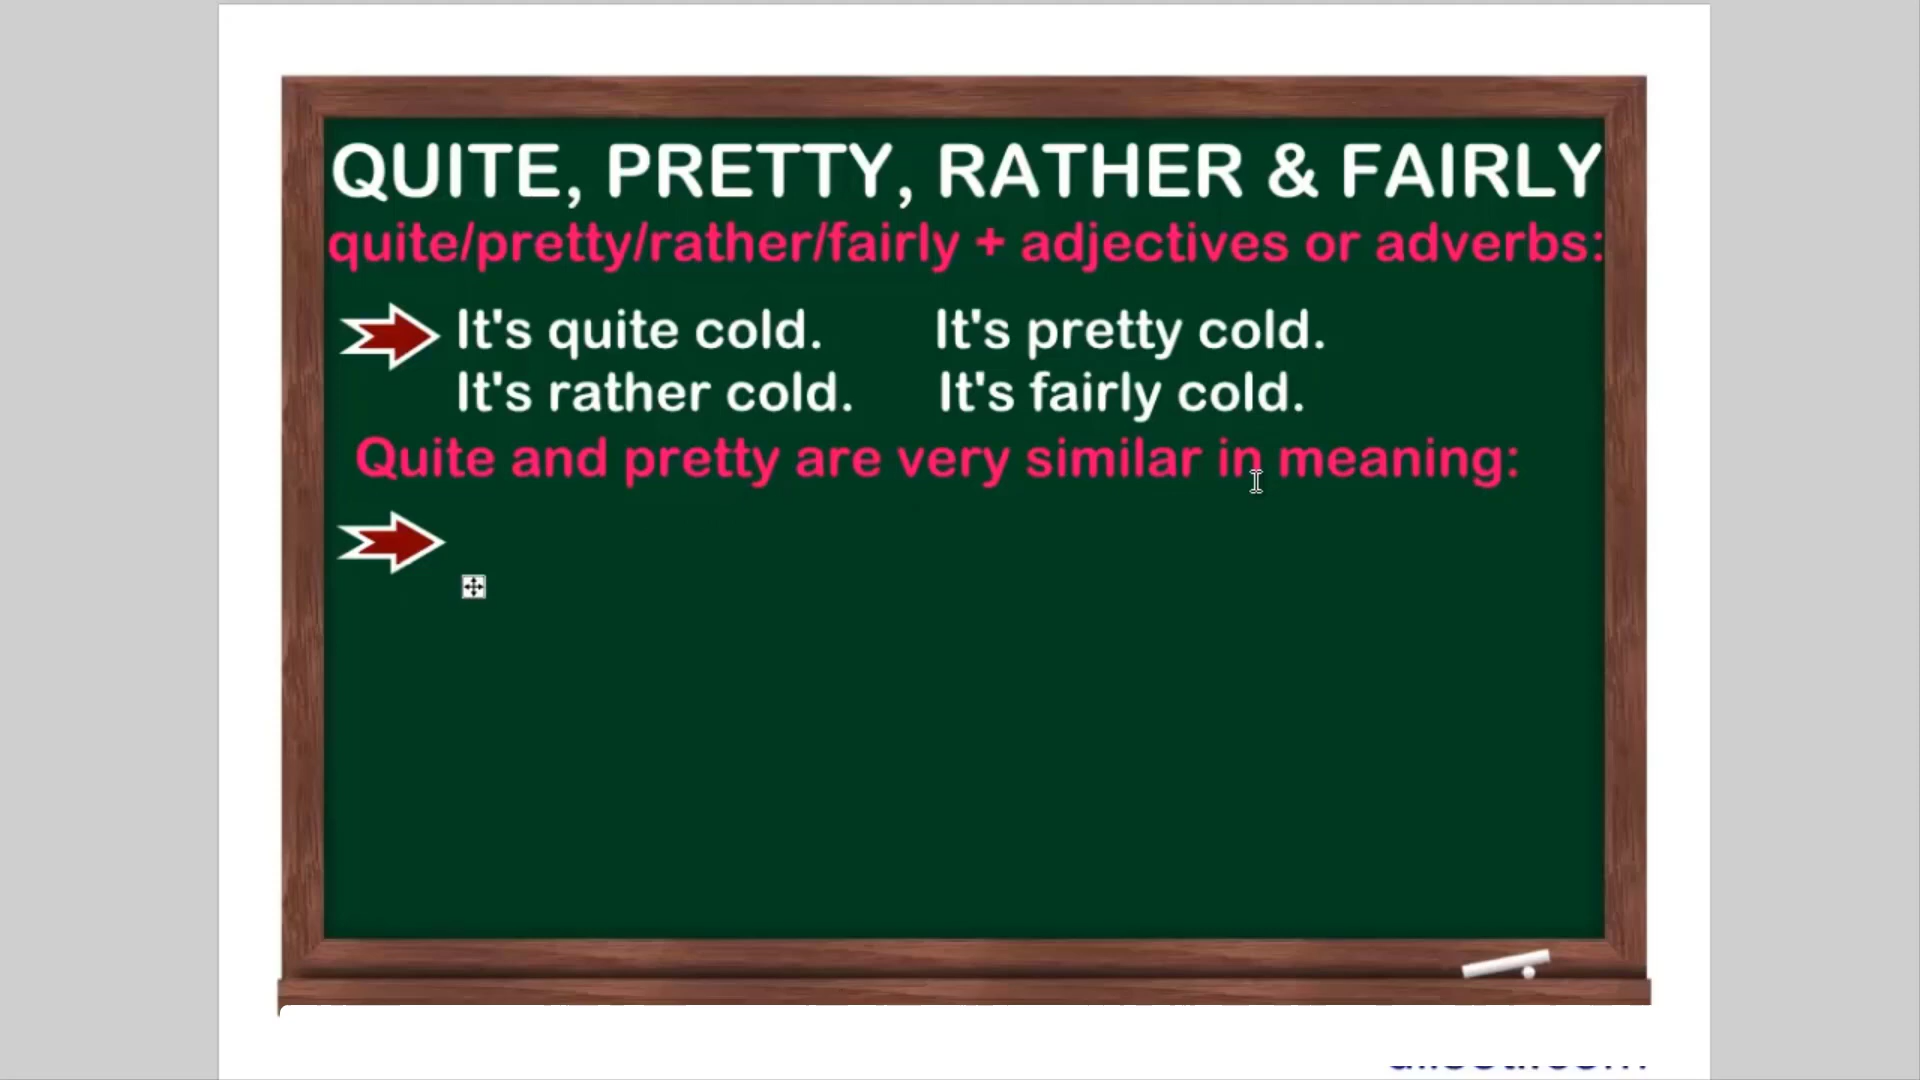 QUITE, PRETTY, RATHER & FAIRLY
quite/pretty/rather/fairly + adjectives or adverbs:
It's quite cold. It's pretty cold.
It's rather cold. It's fairly cold.
Quite and pretty are very similar in meaning: